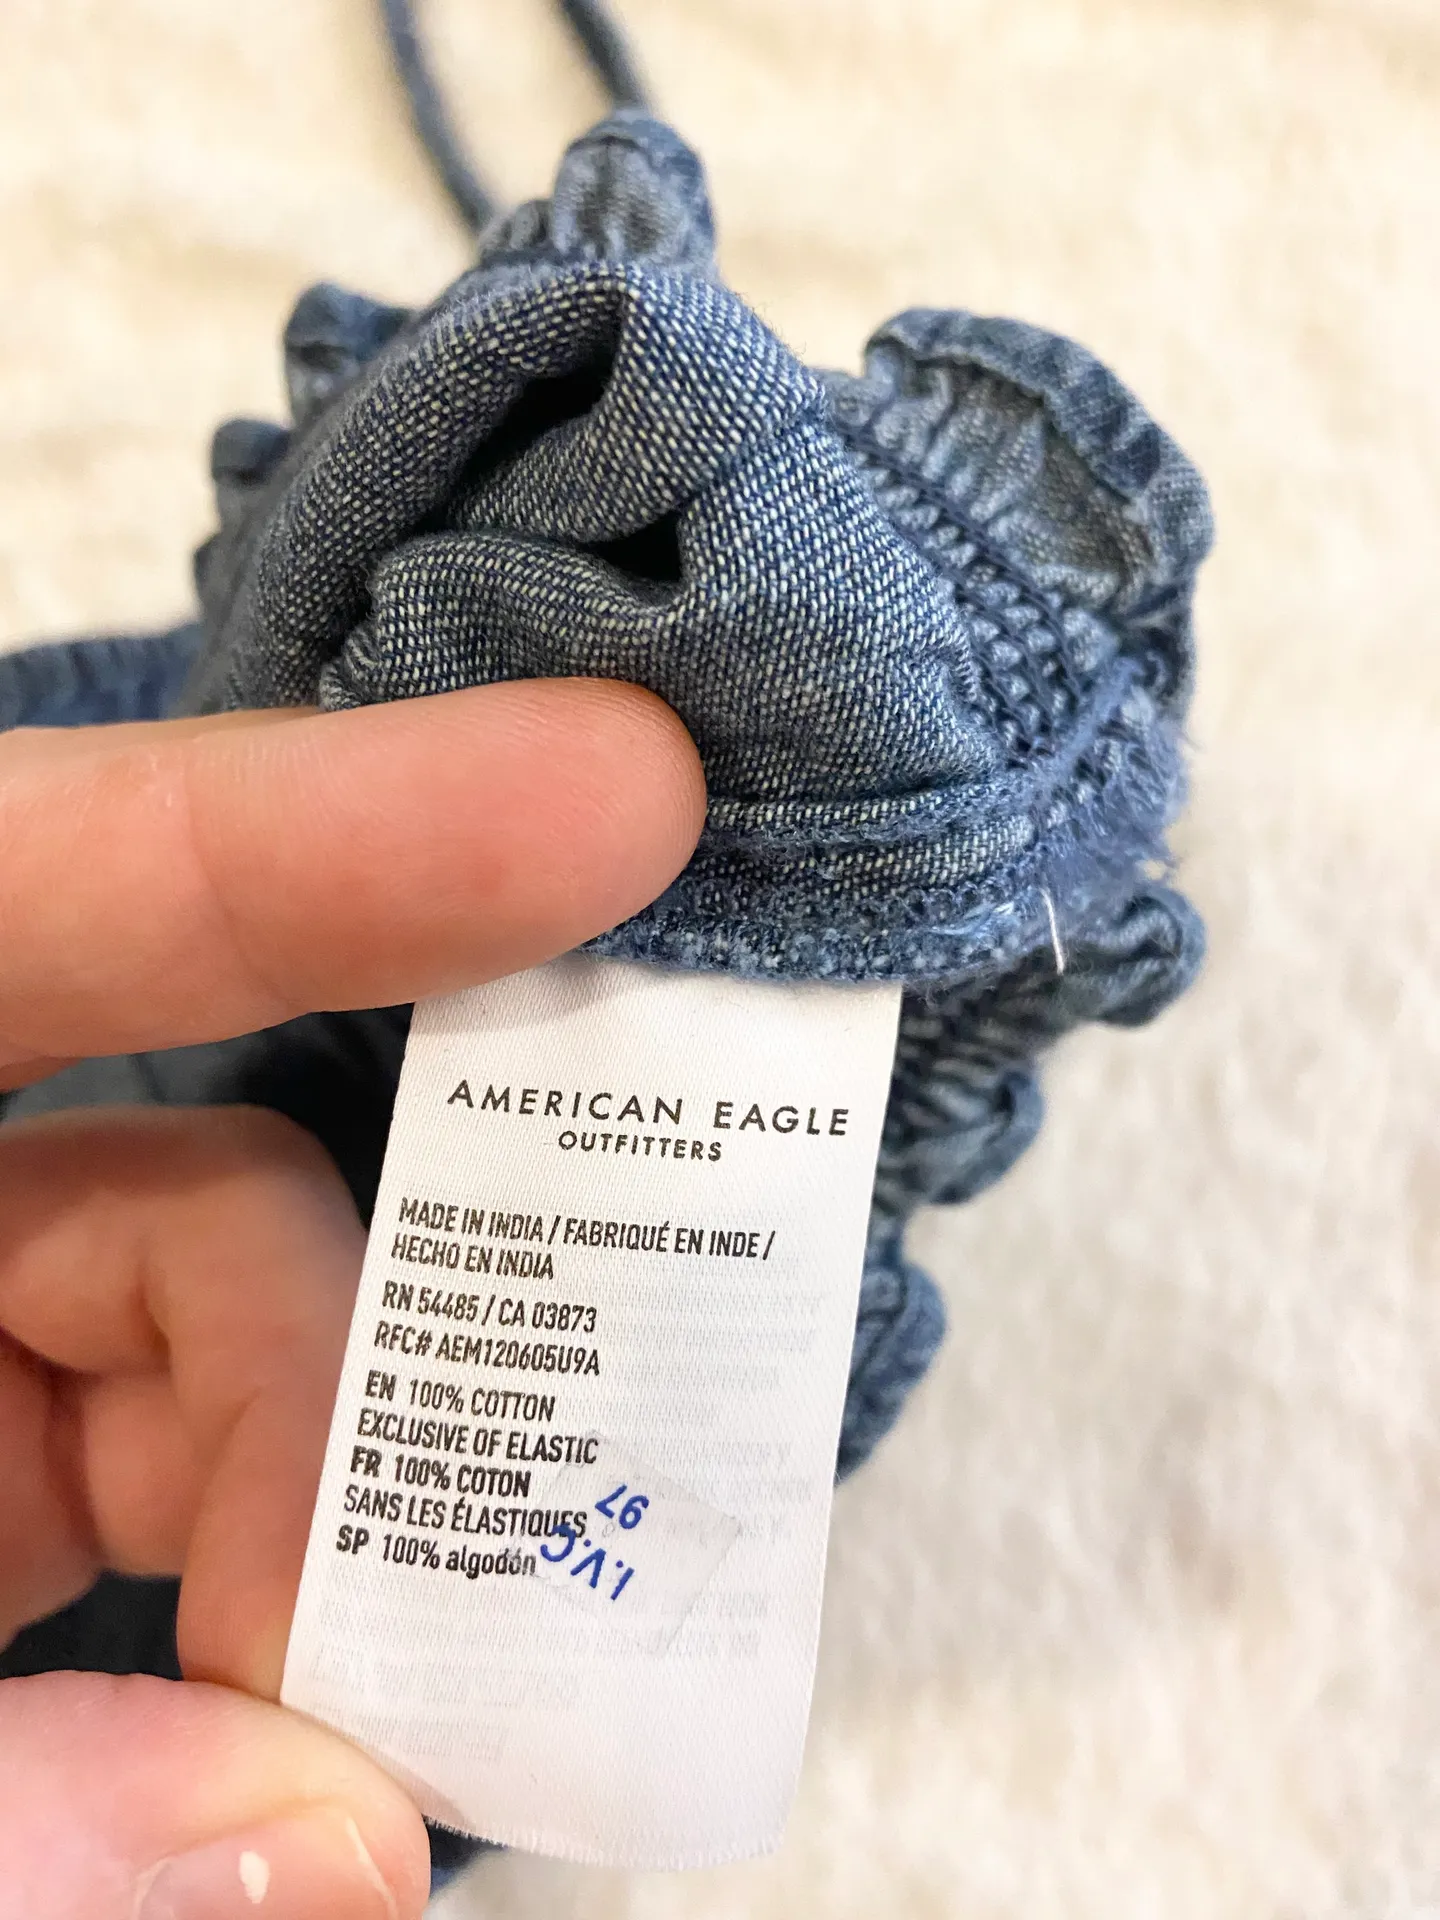 AMERICAN EAGLE
OUTFITTERS
MADE IN INDIA / FABRIQUÉ EN INDE /
HECHO EN INDIA
RN 54485 / CA 03873
RFC# AEM120605U9A
EN 100% COTTON
EXCLUSIVE OF ELASTIC
FR 100% COTON
SANS LES ÉLASTIQUES
SP 100% algodón
I.V.C
97